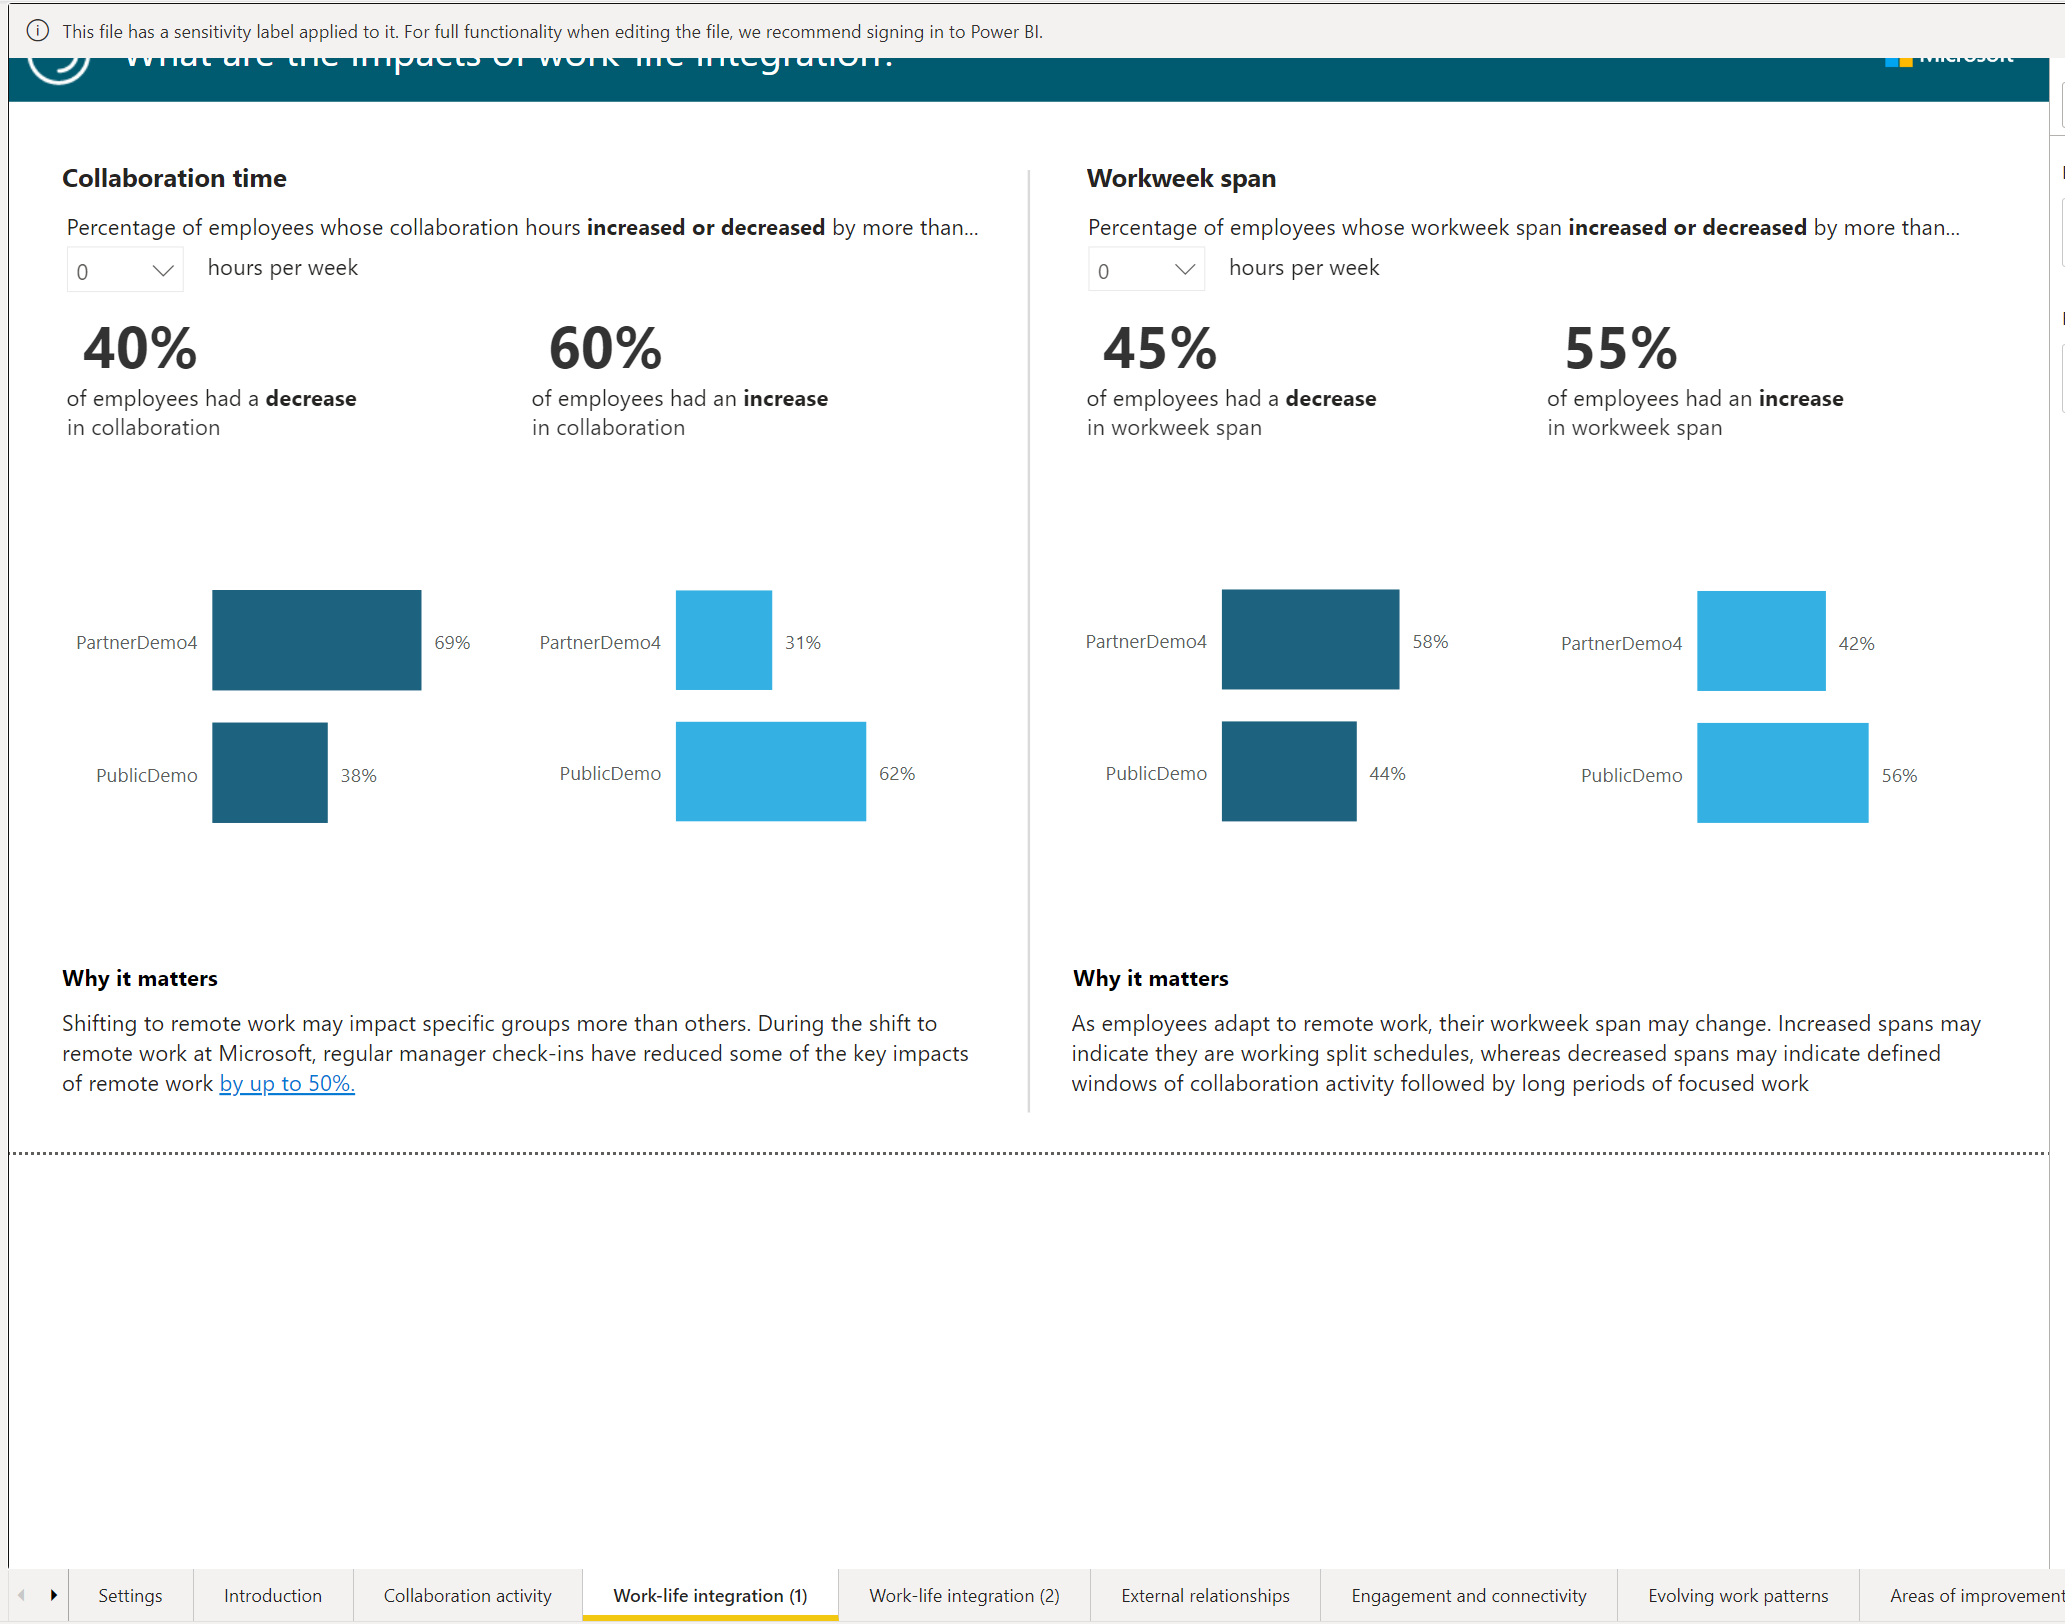 This file has a sensitivity label applied to it. For full functionality when editing the file, we recommend signing in to Power BI.
What are the impacts of work-life integration?
Microsoft
Collaboration time
Percentage of employees whose collaboration hours increased or decreased by more than...
0
hours per week
40%
of employees had a decrease
in collaboration
60%
of employees had an increase
in collaboration
PartnerDemo4
69%
PublicDemo
38%
PartnerDemo4
31%
PublicDemo
62%
Why it matters
Shifting to remote work may impact specific groups more than others. During the shift to
remote work at Microsoft, regular manager check-ins have reduced some of the key impacts
of remote work by up to 50%.
Workweek span
Percentage of employees whose workweek span increased or decreased by more than...
0
hours per week
45%
of employees had a decrease
in workweek span
55%
of employees had an increase
in workweek span
PartnerDemo4
58%
PublicDemo
44%
PartnerDemo4
42%
PublicDemo
56%
Why it matters
As employees adapt to remote work, their workweek span may change. Increased spans may
indicate they are working split schedules, whereas decreased spans may indicate defined
windows of collaboration activity followed by long periods of focused work
Settings
Introduction
Collaboration activity
Work-life integration (1)
Work-life integration (2)
External relationships
Engagement and connectivity
Evolving work patterns
Areas of improvement